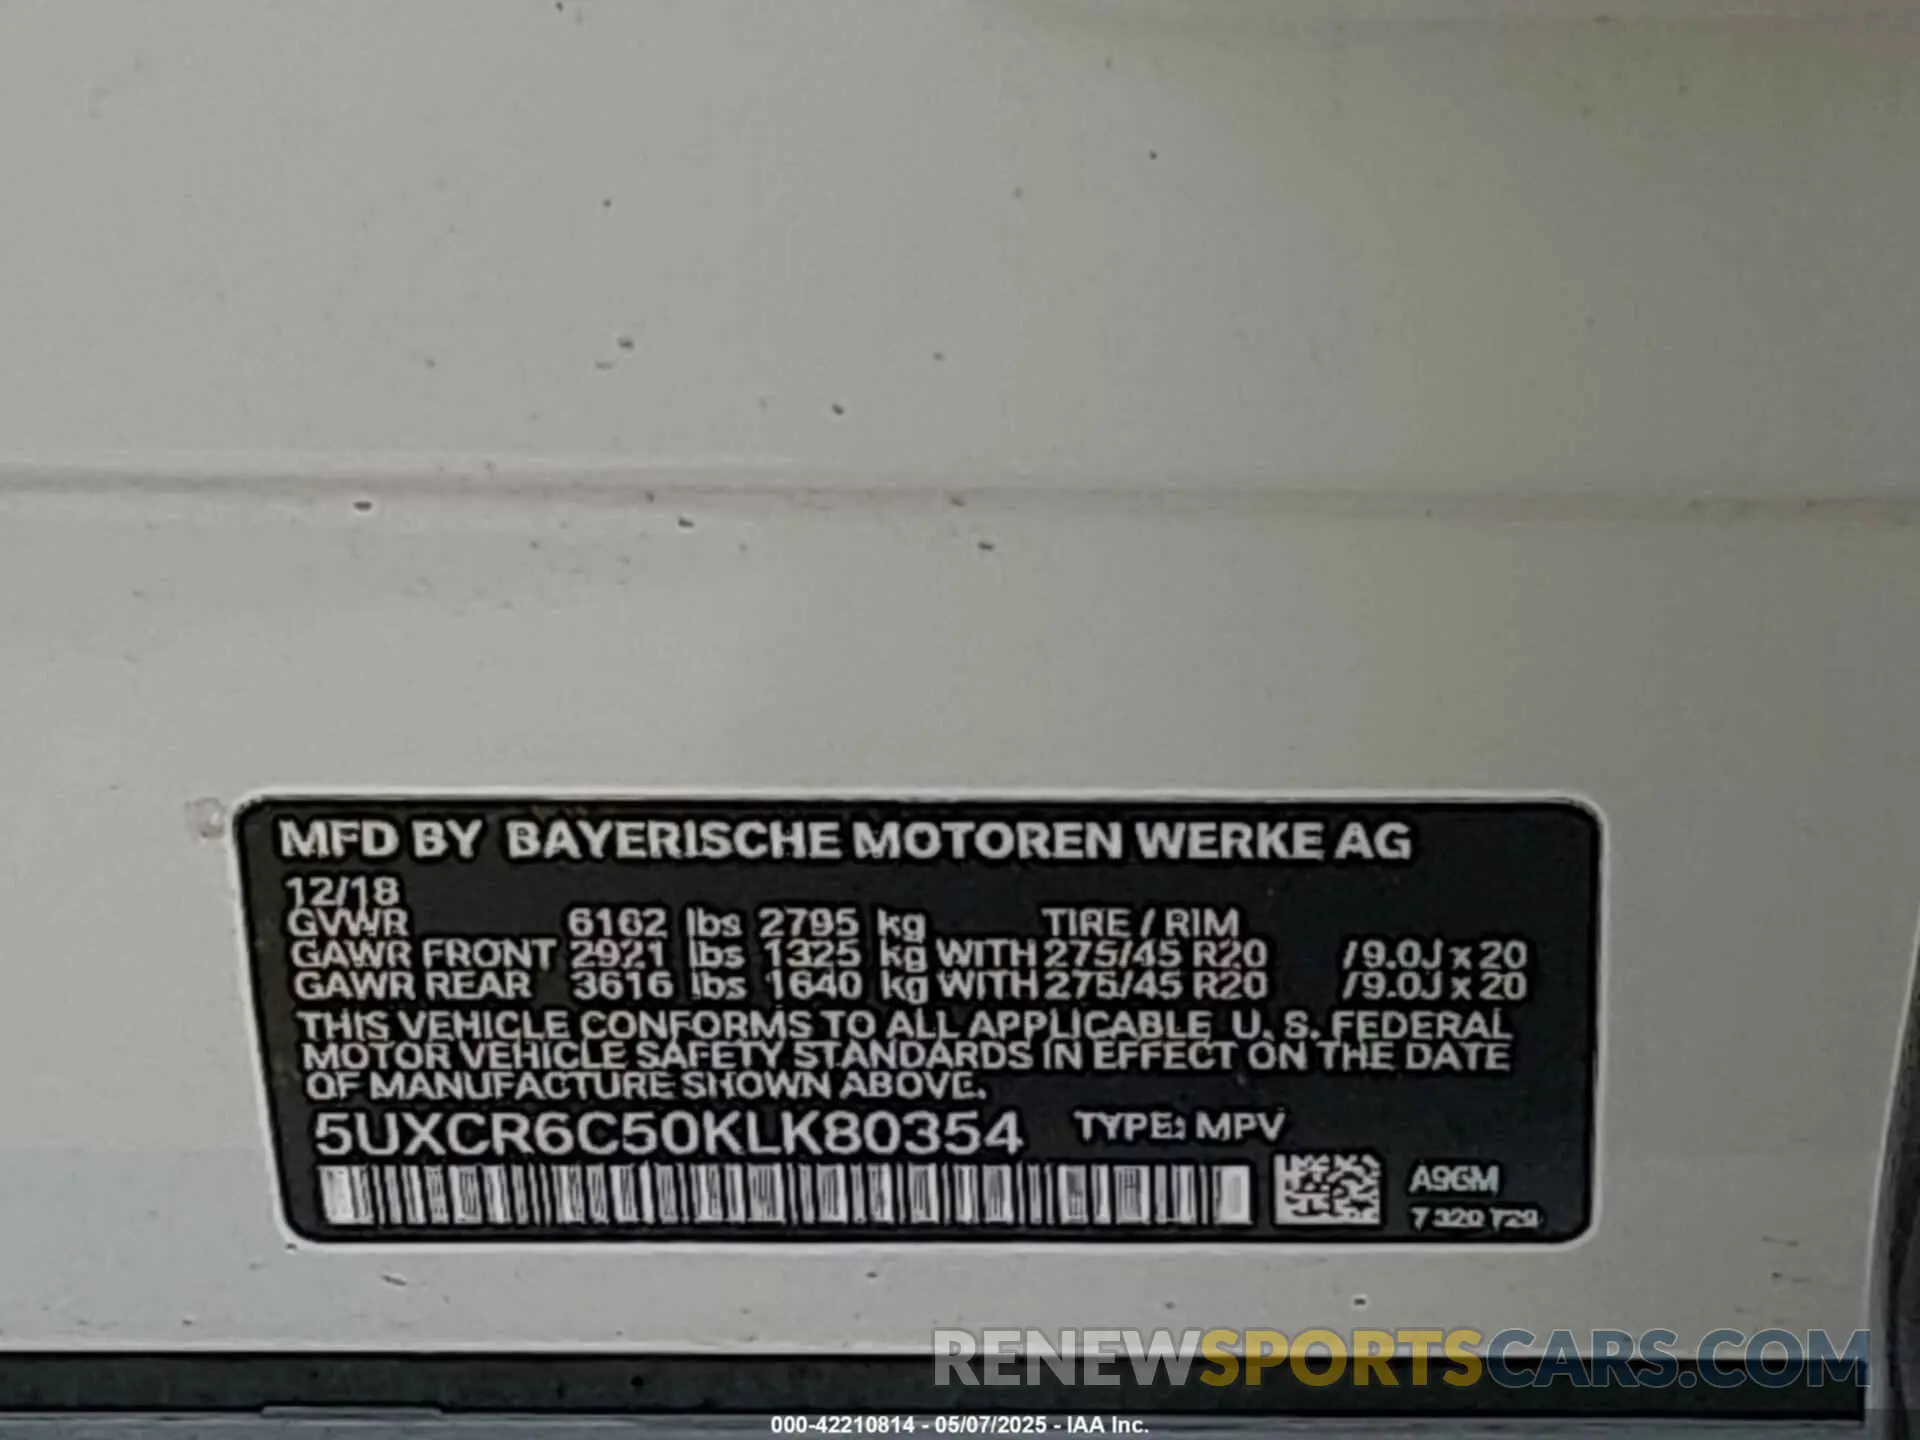 MFD BY BAYERISCHE MOTOREN WERKE AG
12/18
GVWR 6162 lbs 2795 kg TIRE / RIM
GAWR FRONT 2921 lbs 1325 kg WITH 275/45 R20 /9.0J x 20
GAWR REAR 3616 lbs 1640 kg WITH 275/45 R20 /9.0J x 20
THIS VEHICLE CONFORMS TO ALL APPLICABLE U. S. FEDERAL
MOTOR VEHICLE SAFETY STANDARDS IN EFFECT ON THE DATE
OF MANUFACTURE SHOWN ABOVE.
5UXCR6C50KLK80354 TYPE: MPV
A9GM
7 320 729
RENEWSPORTSCARS.COM
000-42210814 - 05/07/2025 - IAA Inc.